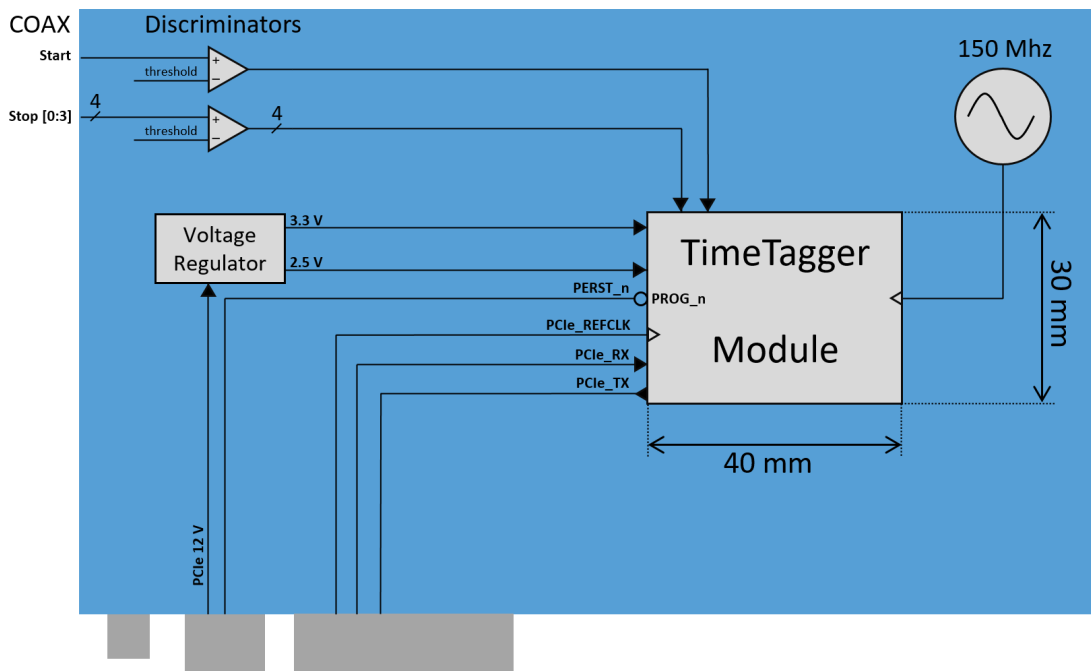 COAX
Discriminators
Start
threshold
150 Mhz
4
Stop [0:3]
4
threshold
3.3 V
Voltage
Regulator
2.5 V
TimeTagger
Module
PERST_n
PROG_n
PCIe_REFCLK
PCIe_RX
PCIe_TX
30 mm
40 mm
PCIe 12 V